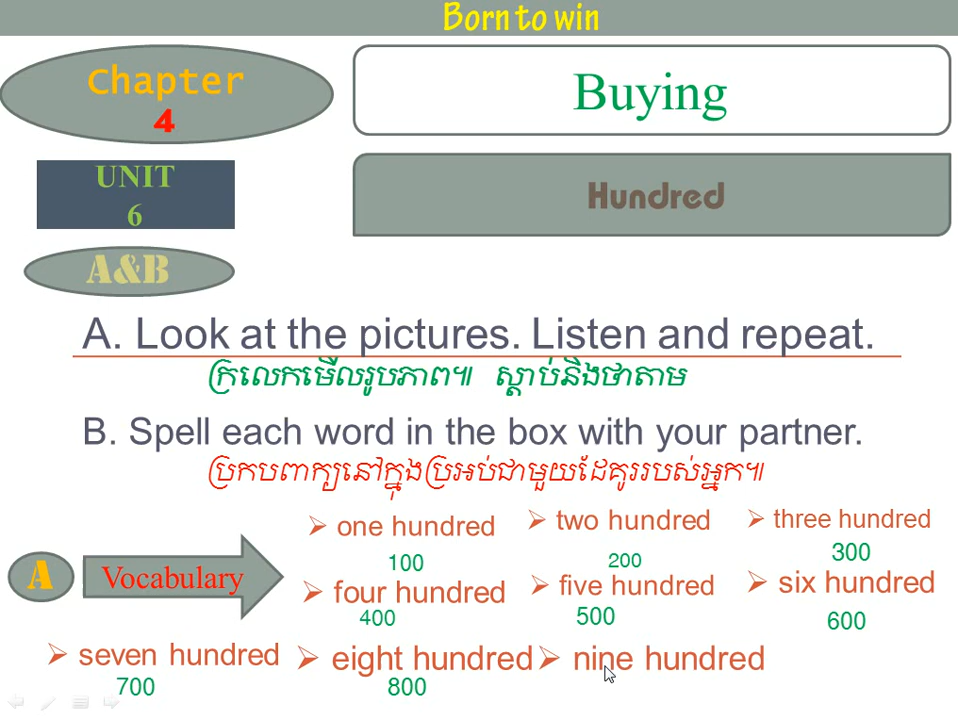 Born to win
Chapter
4
Buying
UNIT
6
Hundred
A&B
A. Look at the pictures. Listen and repeat.
ក្រលេកមើលរូបភាព៕ ស្តាប់និងថាតាម
B. Spell each word in the box with your partner.
ប្រកបពាក្យនៅក្នុងប្រអប់ជាមួយដៃគូររបស់អ្នក៕
A
Vocabulary
➢ one hundred ➢ two hundred ➢ three hundred
100 200 300
➢ four hundred ➢ five hundred ➢ six hundred
400 500 600
➢ seven hundred ➢ eight hundred ➢ nine hundred
700 800